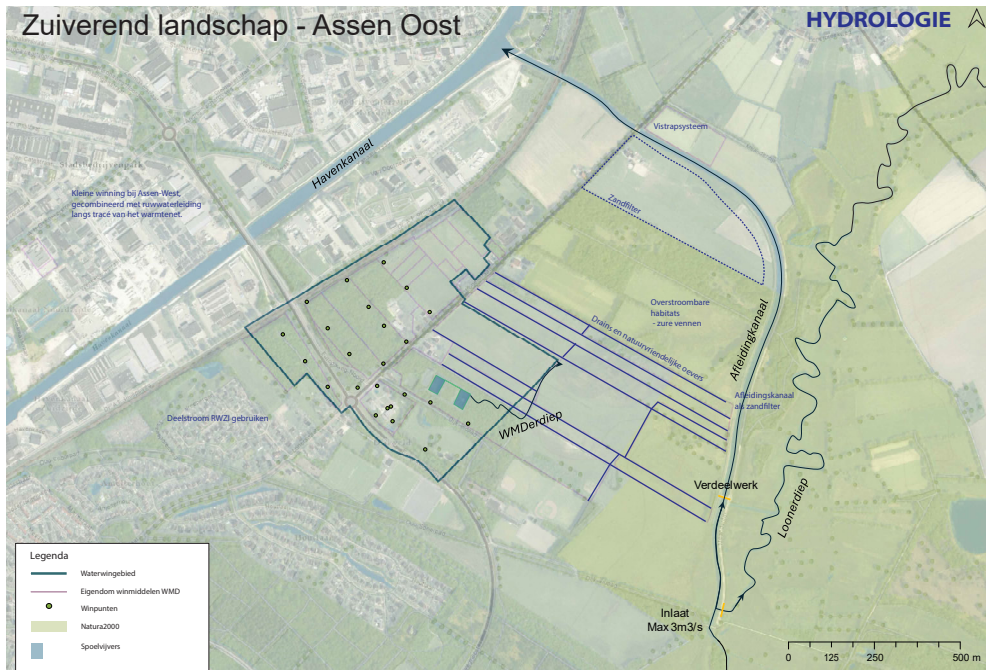 Zuiverend landschap - Assen Oost
HYDROLOGIE
Vistrapsysteem
Havenkanaal
Kleine winning bij Assen-West,
gecombineerd met ruwwaterleiding
langs tracé van het warmtenet.
Zandfilter
Overstroombare
habitats
- zure vennen
Drains en natuurvriendelijke oevers
Afleidingkanaal
Afleidingskanaal
als zandfilter
Deelstroom RWZI gebruiken
WMDerdiep
Verdeelwerk
Loonerdiep
Legenda
Waterwingebied
Eigendom winmiddelen WMD
Winpunten
Natura2000
Spoelvijvers
Inlaat
Max 3m3/s
0 125 250 500 m